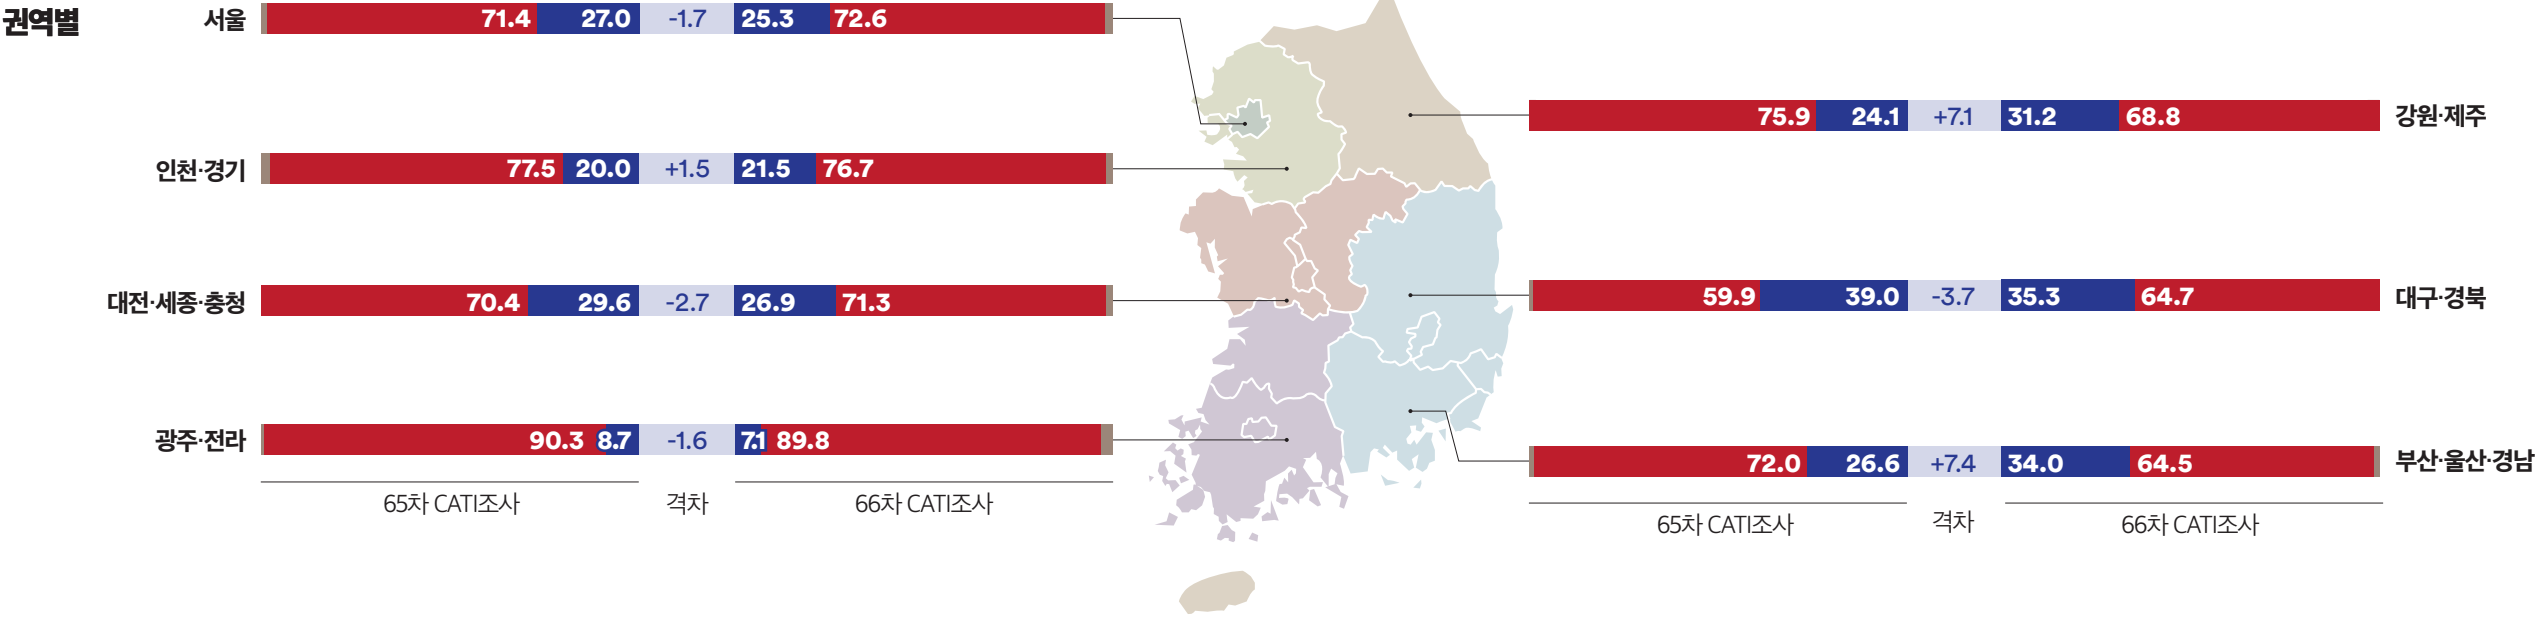 권역별
서울 71.4 27.0 -1.7 25.3 72.6
인천·경기 77.5 20.0 +1.5 21.5 76.7
대전·세종·충청 70.4 29.6 -2.7 26.9 71.3
광주·전라 90.3 8.7 -1.6 7.1 89.8
65차 CATI조사 격차 66차 CATI조사
75.9 24.1 +7.1 31.2 68.8 강원·제주
59.9 39.0 -3.7 35.3 64.7 대구·경북
72.0 26.6 +7.4 34.0 64.5 부산·울산·경남
65차 CATI조사 격차 66차 CATI조사